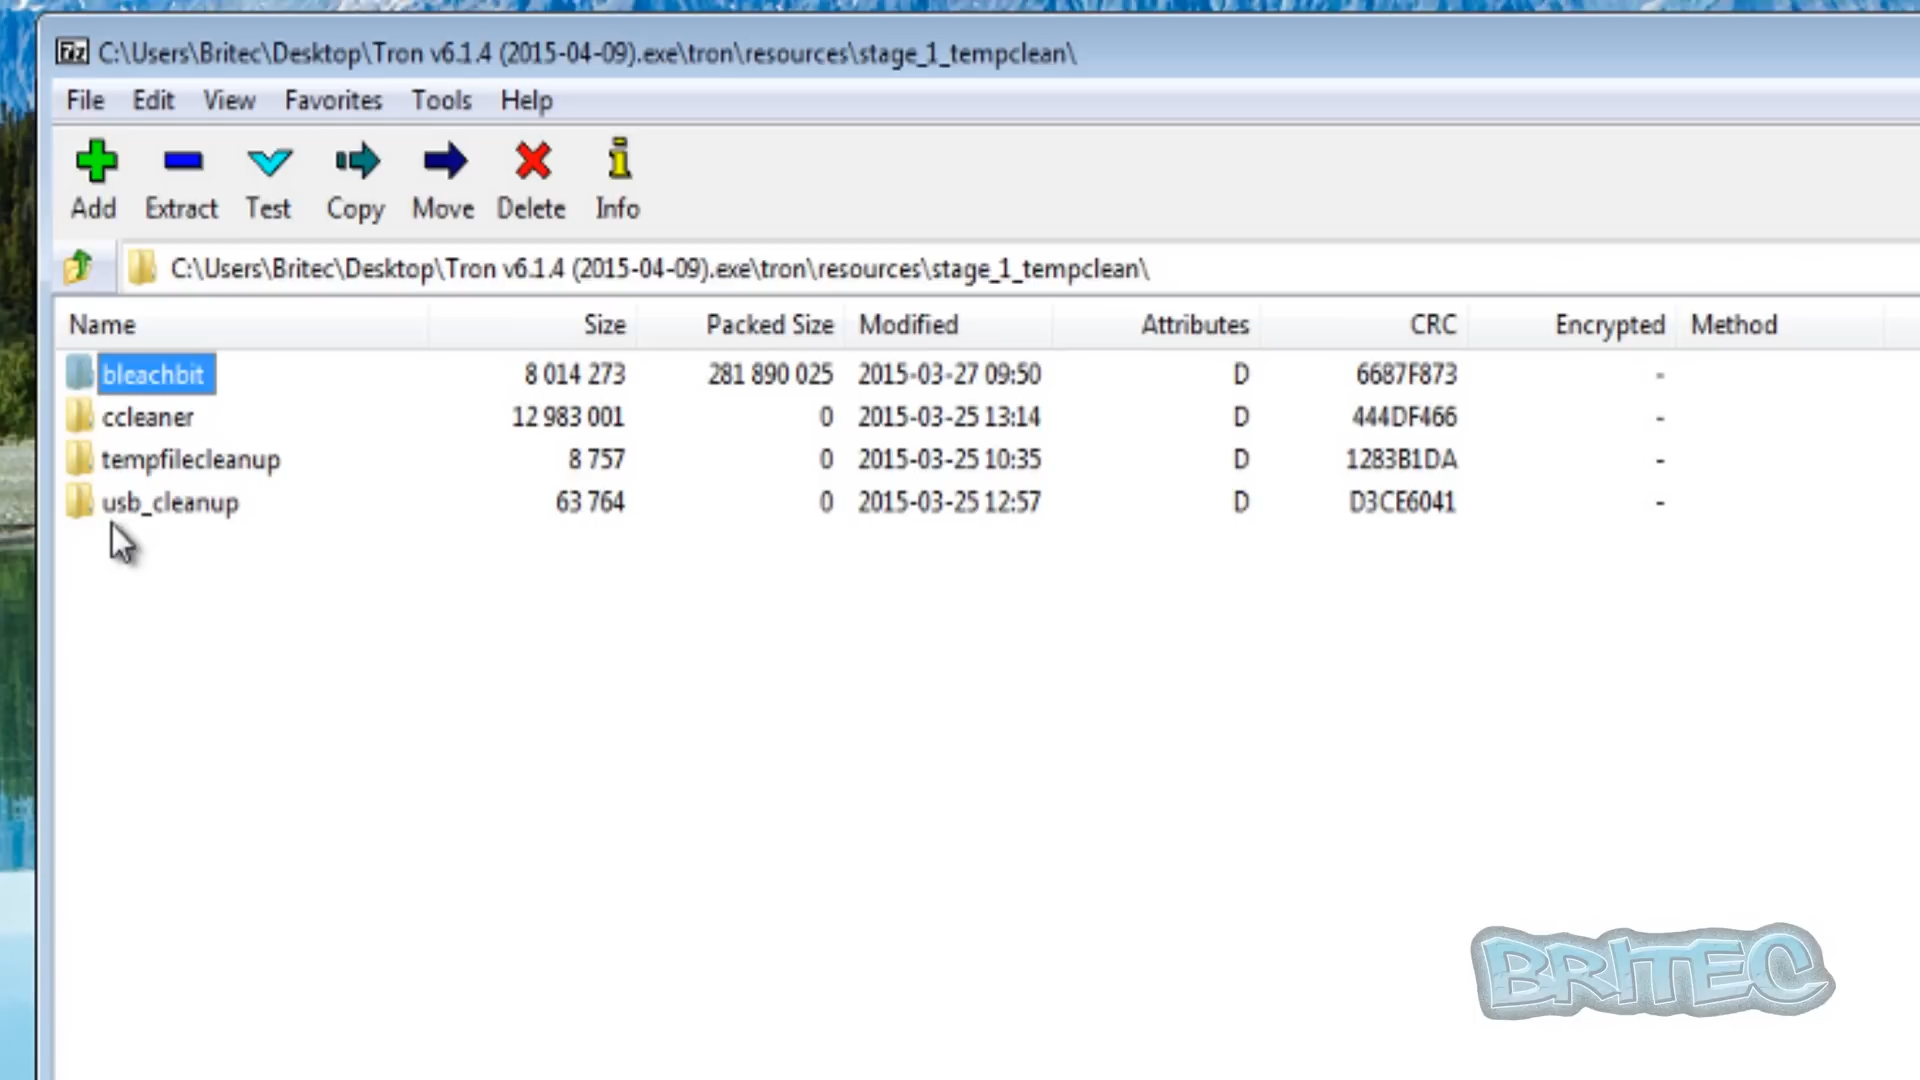 C:\Users\Britec\Desktop\Tron v6.1.4 (2015-04-09).exe\tron\resources\stage_1_tempclean\
File Edit View Favorites Tools Help
Add Extract Test Copy Move Delete Info
C:\Users\Britec\Desktop\Tron v6.1.4 (2015-04-09).exe\tron\resources\stage_1_tempclean\
Name Size Packed Size Modified Attributes CRC Encrypted Method
bleachbit 8 014 273 281 890 025 2015-03-27 09:50 D 6687F873 -
ccleaner 12 983 001 0 2015-03-25 13:14 D 444DF466 -
tempfilecleanup 8 757 0 2015-03-25 10:35 D 1283B1DA -
usb_cleanup 63 764 0 2015-03-25 12:57 D D3CE6041 -
BRITEC